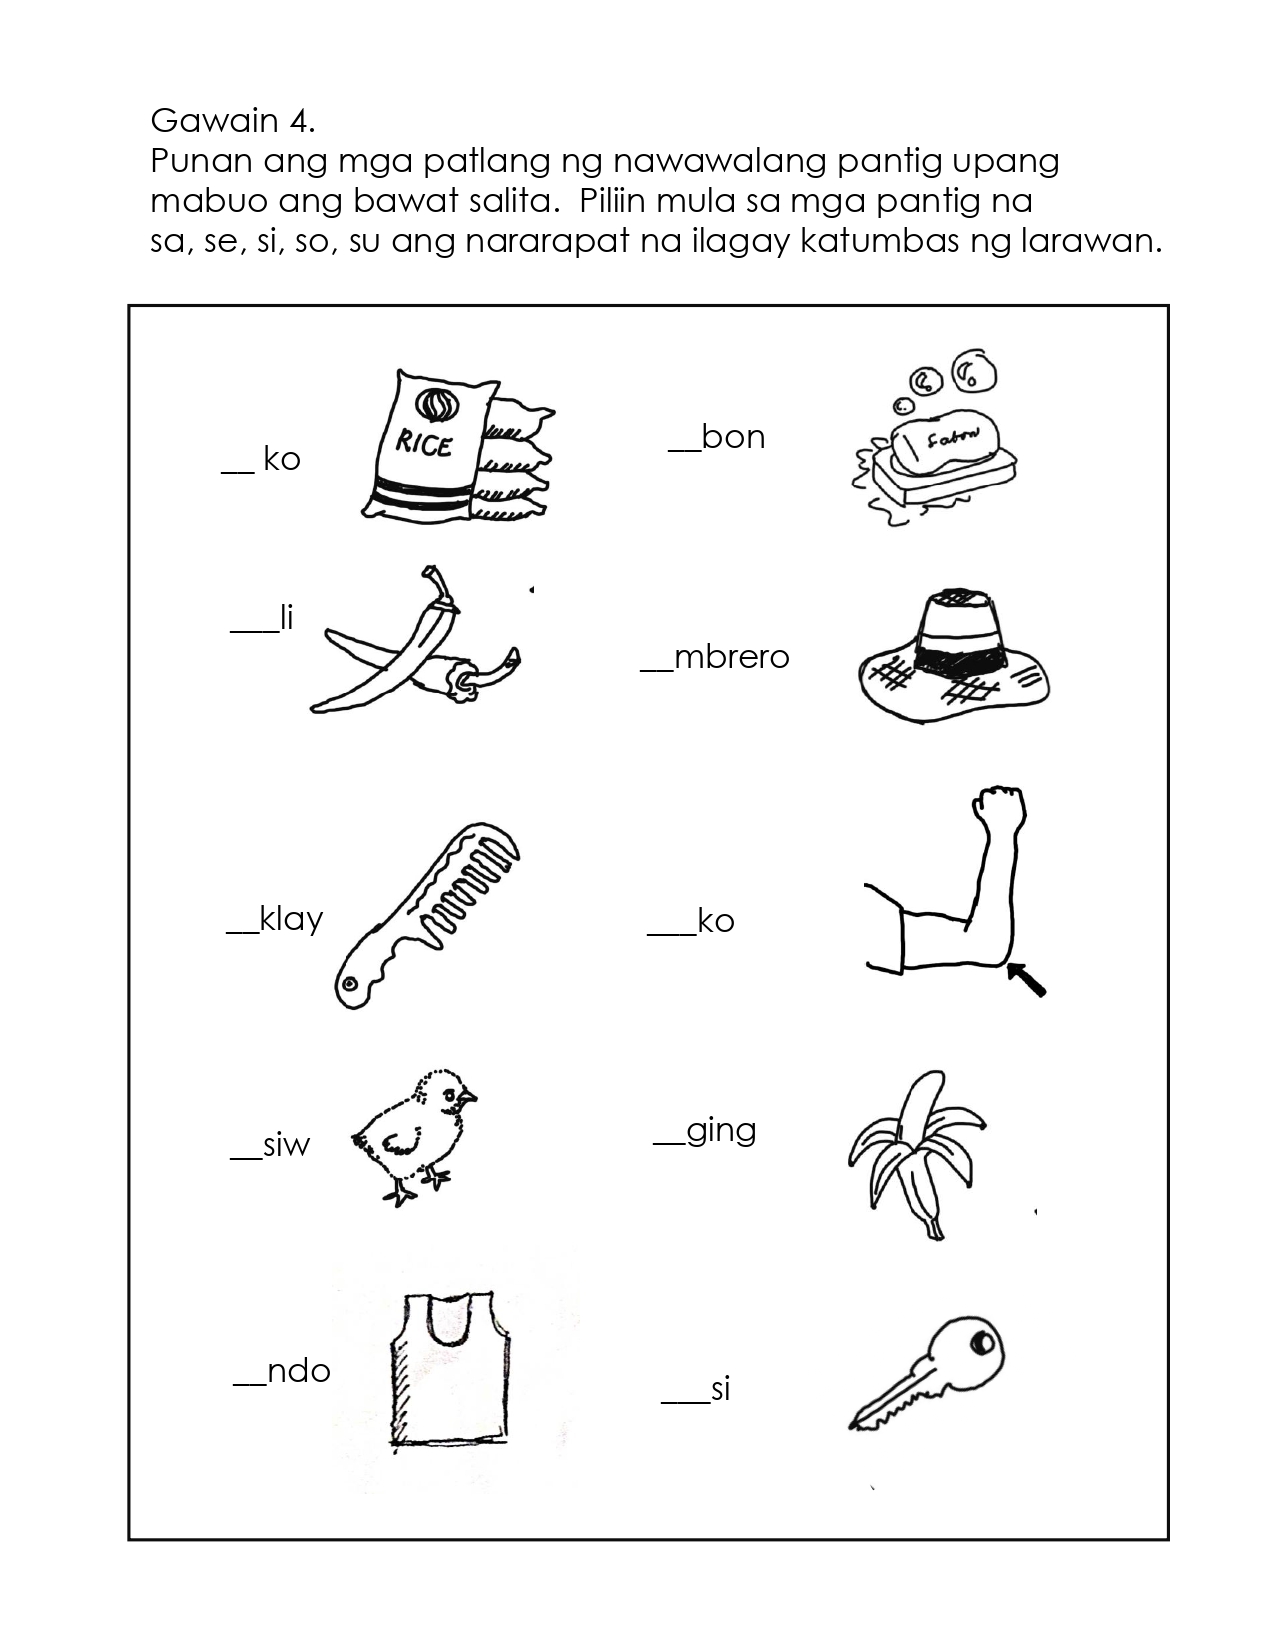 Gawain 4.
Punan ang mga patlang ng nawawalang pantig upang
mabuo ang bawat salita.  Piliin mula sa mga pantig na
sa, se, si, so, su ang nararapat na ilagay katumbas ng larawan.
__ ko
RICE
__bon
Sabon
___li
__mbrero
__klay
___ko
__siw
__ging
__ndo
___si